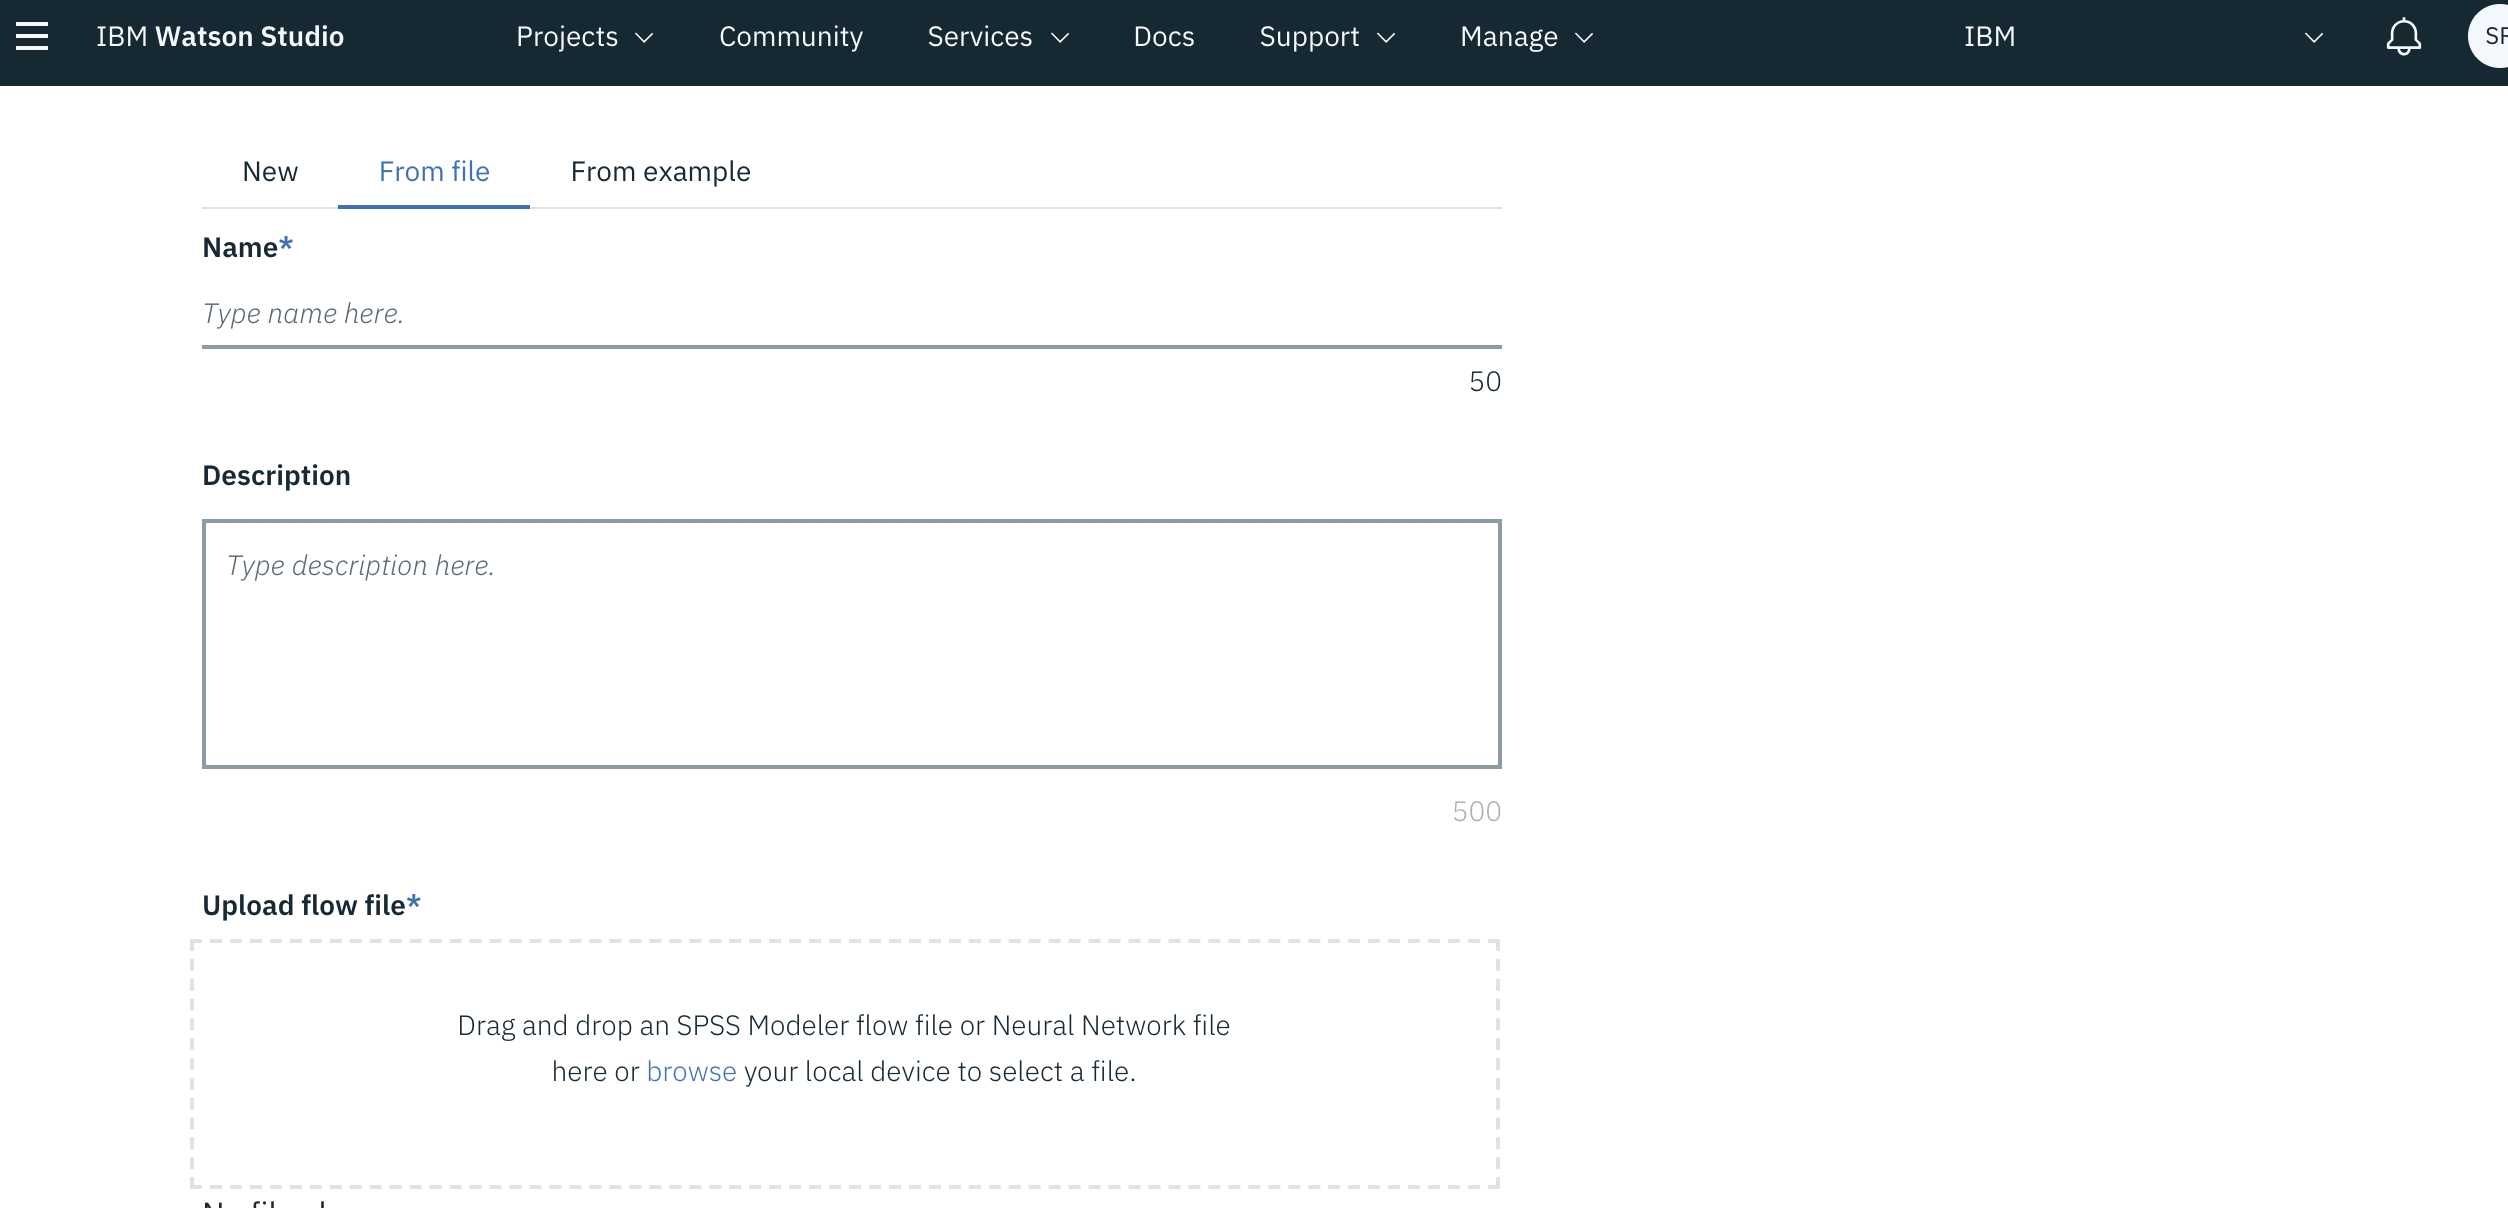 IBM Watson Studio Projects Community Services Docs Support Manage IBM
New From file From example
Name*
Type name here.
50
Description
Type description here.
500
Upload flow file*
Drag and drop an SPSS Modeler flow file or Neural Network file
here or browse your local device to select a file.